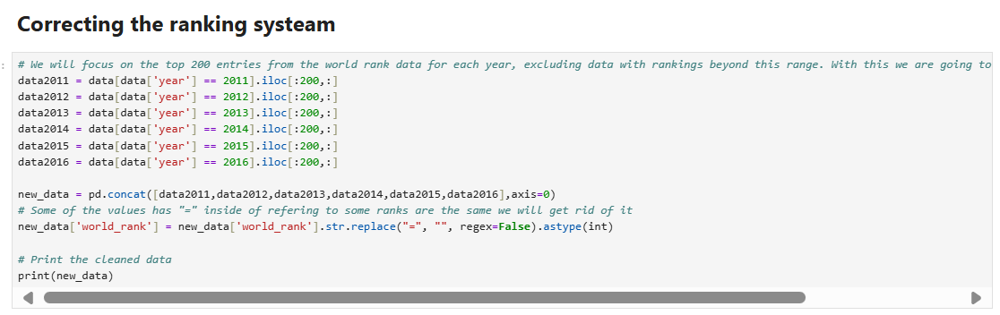 Correcting the ranking systeam
:
# We will focus on the top 200 entries from the world rank data for each year, excluding data with rankings beyond this range. With this we are going to
data2011 = data[data['year'] == 2011].iloc[:200,:]
data2012 = data[data['year'] == 2012].iloc[:200,:]
data2013 = data[data['year'] == 2013].iloc[:200,:]
data2014 = data[data['year'] == 2014].iloc[:200,:]
data2015 = data[data['year'] == 2015].iloc[:200,:]
data2016 = data[data['year'] == 2016].iloc[:200,:]
new_data = pd.concat([data2011,data2012,data2013,data2014,data2015,data2016],axis=0)
# Some of the values has "=" inside of refering to some ranks are the same we will get rid of it
new_data['world_rank'] = new_data['world_rank'].str.replace("=", "", regex=False).astype(int)
# Print the cleaned data
print(new_data)